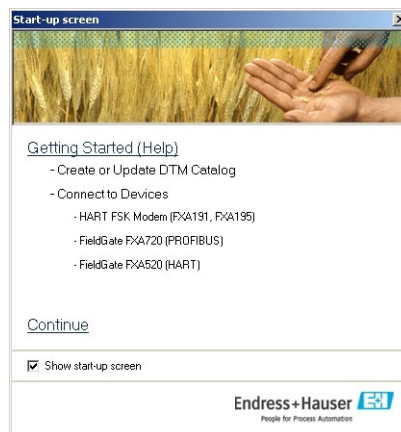 Start-up screen
Getting Started (Help)
- Create or Update DTM Catalog
- Connect to Devices
- HART FSK Modem (FXA191, FXA195)
- FieldGate FXA720 (PROFIBUS)
- FieldGate FXA520 (HART)
Continue
Show start-up screen
Endress+Hauser EH
People for Process Automation